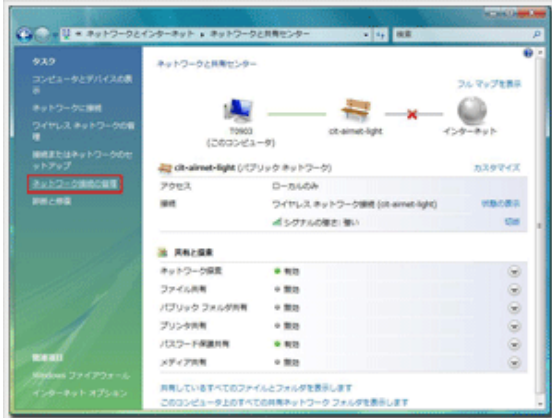 ネットワークとインターネット ▸ ネットワークと共有センター
検索
タスク
コンピュータとデバイスの表示
ネットワークに接続
ワイヤレス ネットワークの管理
接続またはネットワークのセットアップ
ネットワーク接続の管理
診断と修復
関連項目
Windows ファイアウォール
インターネット オプション
ネットワークと共有センター
フル マップを表示
T0903
(このコンピュータ)
cit-airnet-light
インターネット
cit-airnet-light (パブリック ネットワーク)
カスタマイズ
アクセス
ローカルのみ
接続
ワイヤレス ネットワーク接続 (cit-airnet-light)
状態の表示
シグナルの強さ: 強い
切断
共有と探索
ネットワーク探索
有効
ファイル共有
無効
パブリック フォルダ共有
無効
プリンタ共有
無効
パスワード保護共有
有効
メディア共有
無効
共有しているすべてのファイルとフォルダを表示します
このコンピュータ上のすべての共有ネットワーク フォルダを表示します